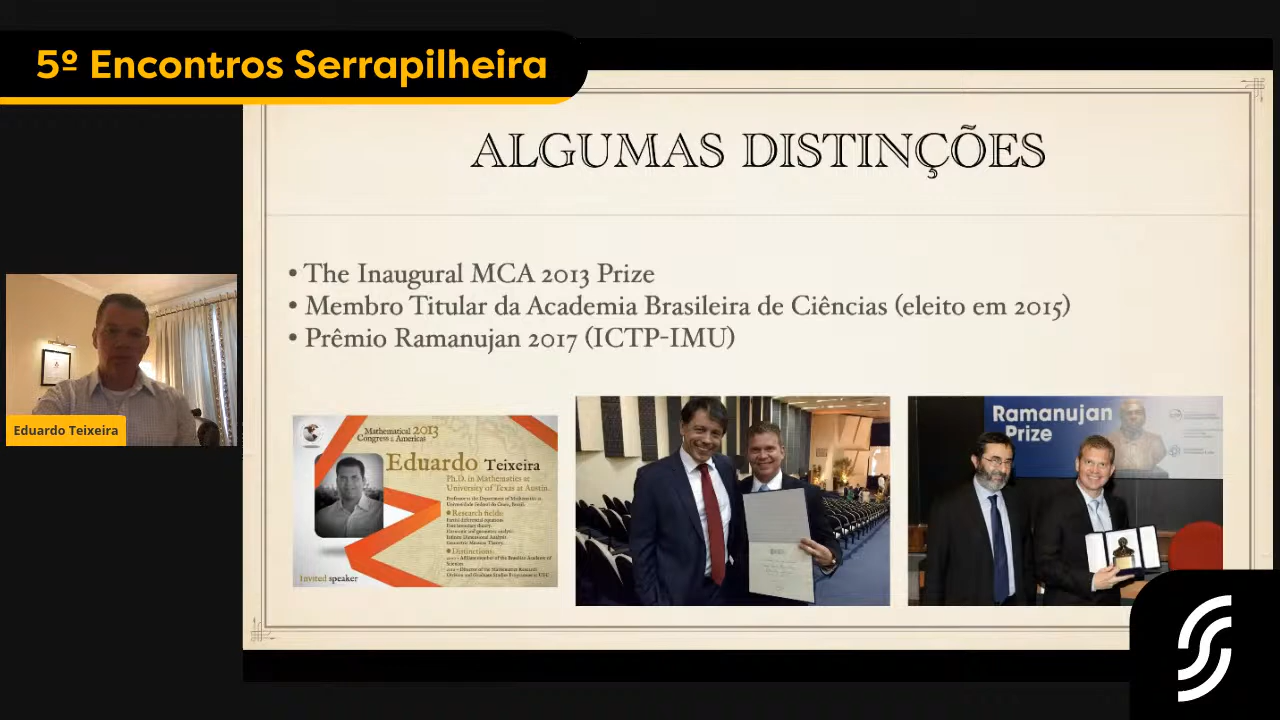 5º Encontros Serrapilheira
ALGUMAS DISTINÇÕES
• The Inaugural MCA 2013 Prize
• Membro Titular da Academia Brasileira de Ciências (eleito em 2015)
• Prêmio Ramanujan 2017 (ICTP-IMU)
Eduardo Teixeira
Mathematical 2013
Congress of the Americas
Eduardo Teixeira
Ph.D. in Mathematics at
University of Texas at Austin.
Research fields:
Distinctions:
Invited speaker
Ramanujan
Prize